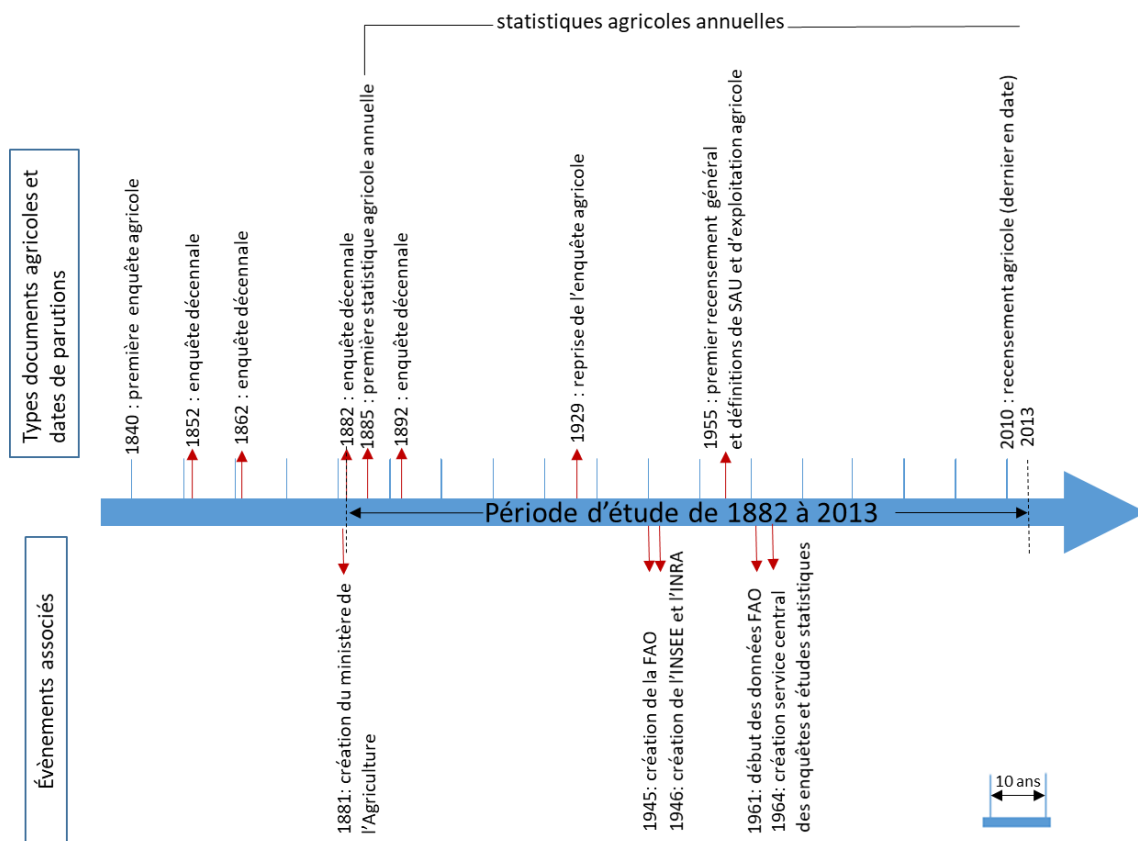 statistiques agricoles annuelles
Types documents agricoles et
dates de parutions
1840 : première enquête agricole
1852 : enquête décennale
1862 : enquête décennale
1882 : enquête décennale
1885 : première statistique agricole annuelle
1892 : enquête décennale
1929 : reprise de l'enquête agricole
1955 : premier recensement général
et définitions de SAU et d'exploitation agricole
2010 : recensement agricole (dernier en date)
2013
Période d'étude de 1882 à 2013
Évènements associés
1881: création du ministère de
l'Agriculture
1945: création de la FAO
1946: création de l'INSEE et l'INRA
1961: début des données FAO
1964: création service central
des enquêtes et études statistiques
10 ans